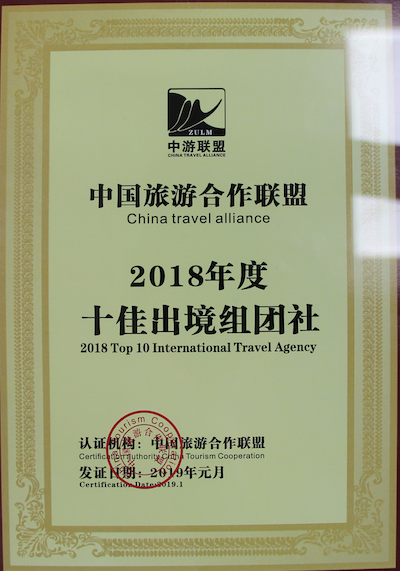 ZULM
中游联盟
CHINA TRAVEL ALLIANCE
中国旅游合作联盟
China travel alliance
2018年度
十佳出境组团社
2018 Top 10 International Travel Agency
认证机构：中国旅游合作联盟
Certification authority:China Tourism Cooperation
发证日期：2019年元月
Certification Date:2019.1